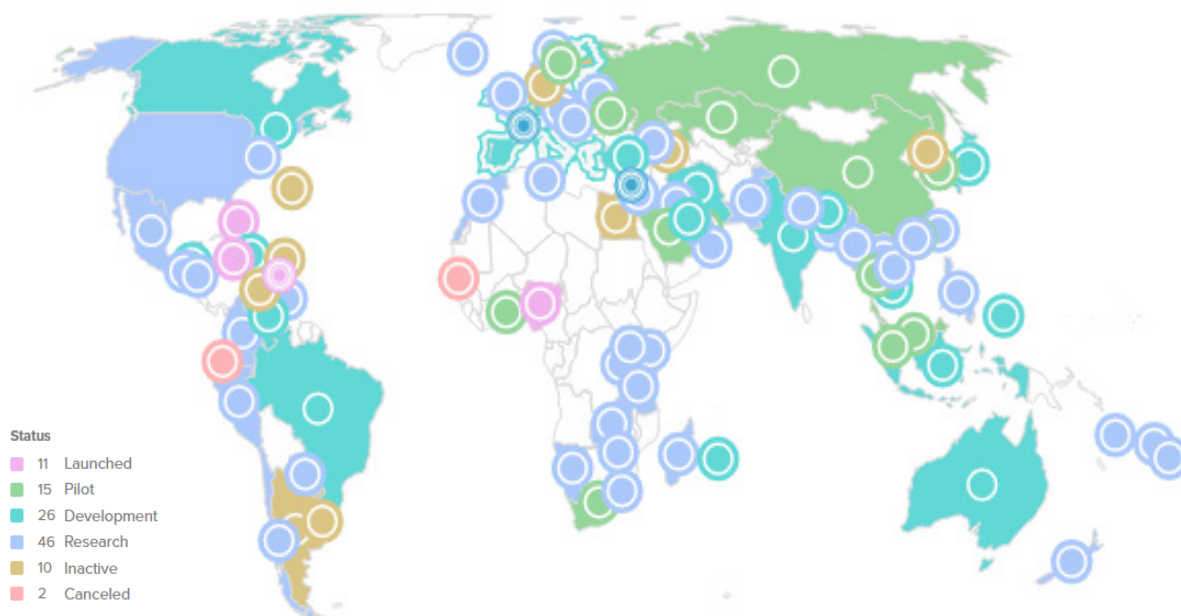 Status
11 Launched
15 Pilot
26 Development
46 Research
10 Inactive
2 Canceled